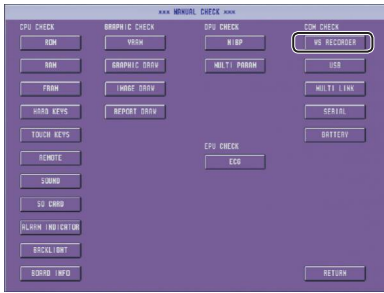 *** MANUAL CHECK ***
CPU CHECK
ROM
RAM
FRAM
HARD KEYS
TOUCH KEYS
REMOTE
SOUND
SD CARD
ALARM INDICATOR
BACKLIGHT
BOARD INFO
GRAPHIC CHECK
VRAM
GRAPHIC DRAW
IMAGE DRAW
REPORT DRAW
DPU CHECK
NIBP
MULTI PARAM
EPU CHECK
ECG
COM CHECK
WS RECORDER
USB
MULTI LINK
SERIAL
BATTERY
RETURN